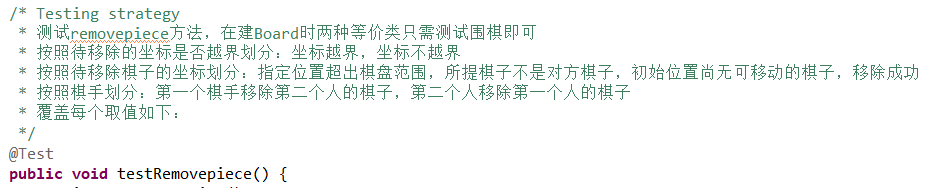 /* Testing strategy
* 测试removepiece方法，在建Board时两种等价类只需测试围棋即可
* 按照待移除的坐标是否越界划分：坐标越界，坐标不越界
* 按照待移除棋子的坐标划分：指定位置超出棋盘范围，所提棋子不是对方棋子，初始位置尚无可移动的棋子，移除成功
* 按照棋手划分：第一个棋手移除第二个人的棋子，第二个人移除第一个人的棋子
* 覆盖每个取值如下：
*/
@Test
public void testRemovepiece() {